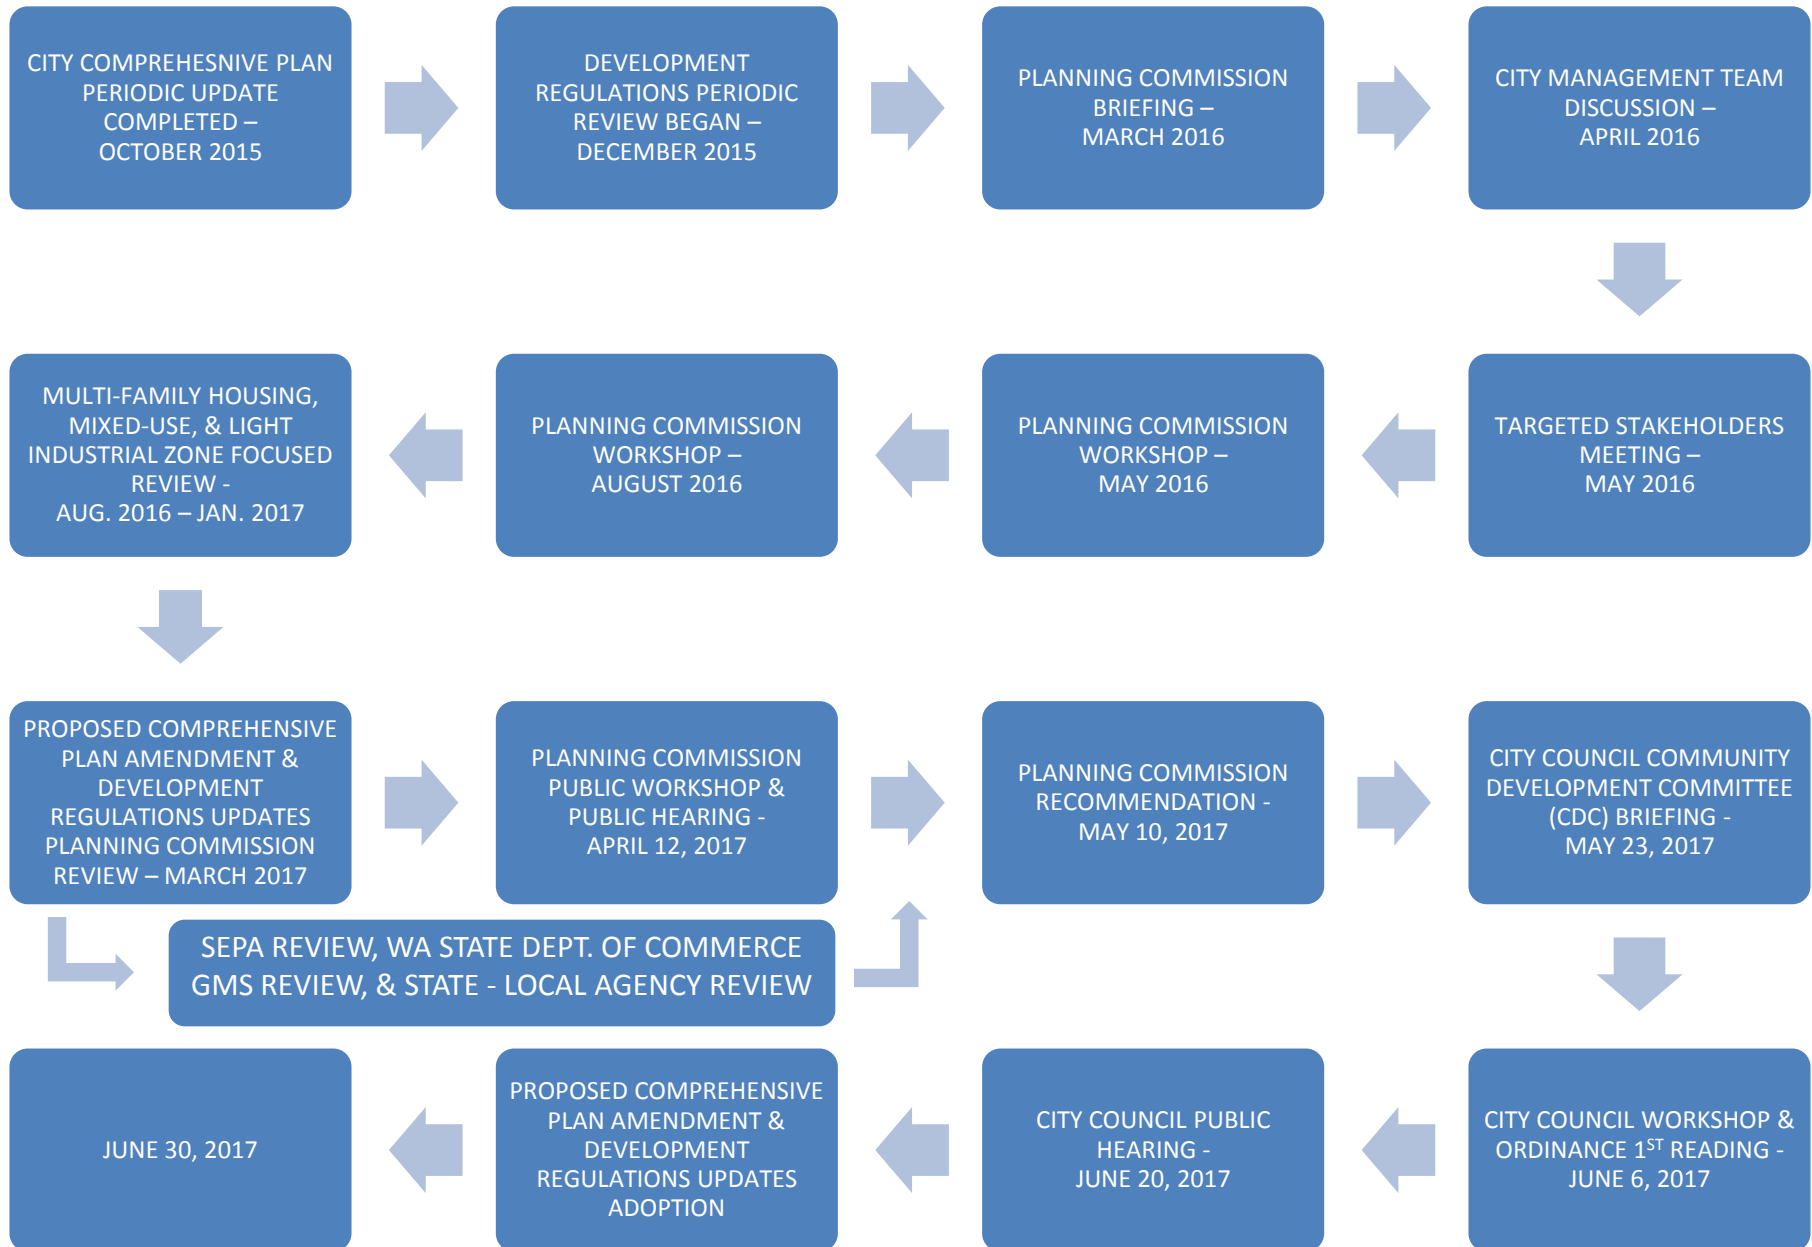 CITY COMPREHESNIVE PLAN
PERIODIC UPDATE
COMPLETED –
OCTOBER 2015
DEVELOPMENT
REGULATIONS PERIODIC
REVIEW BEGAN –
DECEMBER 2015
PLANNING COMMISSION
BRIEFING –
MARCH 2016
CITY MANAGEMENT TEAM
DISCUSSION –
APRIL 2016
TARGETED STAKEHOLDERS
MEETING –
MAY 2016
PLANNING COMMISSION
WORKSHOP –
MAY 2016
PLANNING COMMISSION
WORKSHOP –
AUGUST 2016
MULTI-FAMILY HOUSING,
MIXED-USE, & LIGHT
INDUSTRIAL ZONE FOCUSED
REVIEW -
AUG. 2016 – JAN. 2017
PROPOSED COMPREHENSIVE
PLAN AMENDMENT &
DEVELOPMENT
REGULATIONS UPDATES
PLANNING COMMISSION
REVIEW – MARCH 2017
PLANNING COMMISSION
PUBLIC WORKSHOP &
PUBLIC HEARING -
APRIL 12, 2017
SEPA REVIEW, WA STATE DEPT. OF COMMERCE
GMS REVIEW, & STATE - LOCAL AGENCY REVIEW
PLANNING COMMISSION
RECOMMENDATION -
MAY 10, 2017
CITY COUNCIL COMMUNITY
DEVELOPMENT COMMITTEE
(CDC) BRIEFING -
MAY 23, 2017
CITY COUNCIL WORKSHOP &
ORDINANCE 1ST READING -
JUNE 6, 2017
CITY COUNCIL PUBLIC
HEARING -
JUNE 20, 2017
PROPOSED COMPREHENSIVE
PLAN AMENDMENT &
DEVELOPMENT
REGULATIONS UPDATES
ADOPTION
JUNE 30, 2017